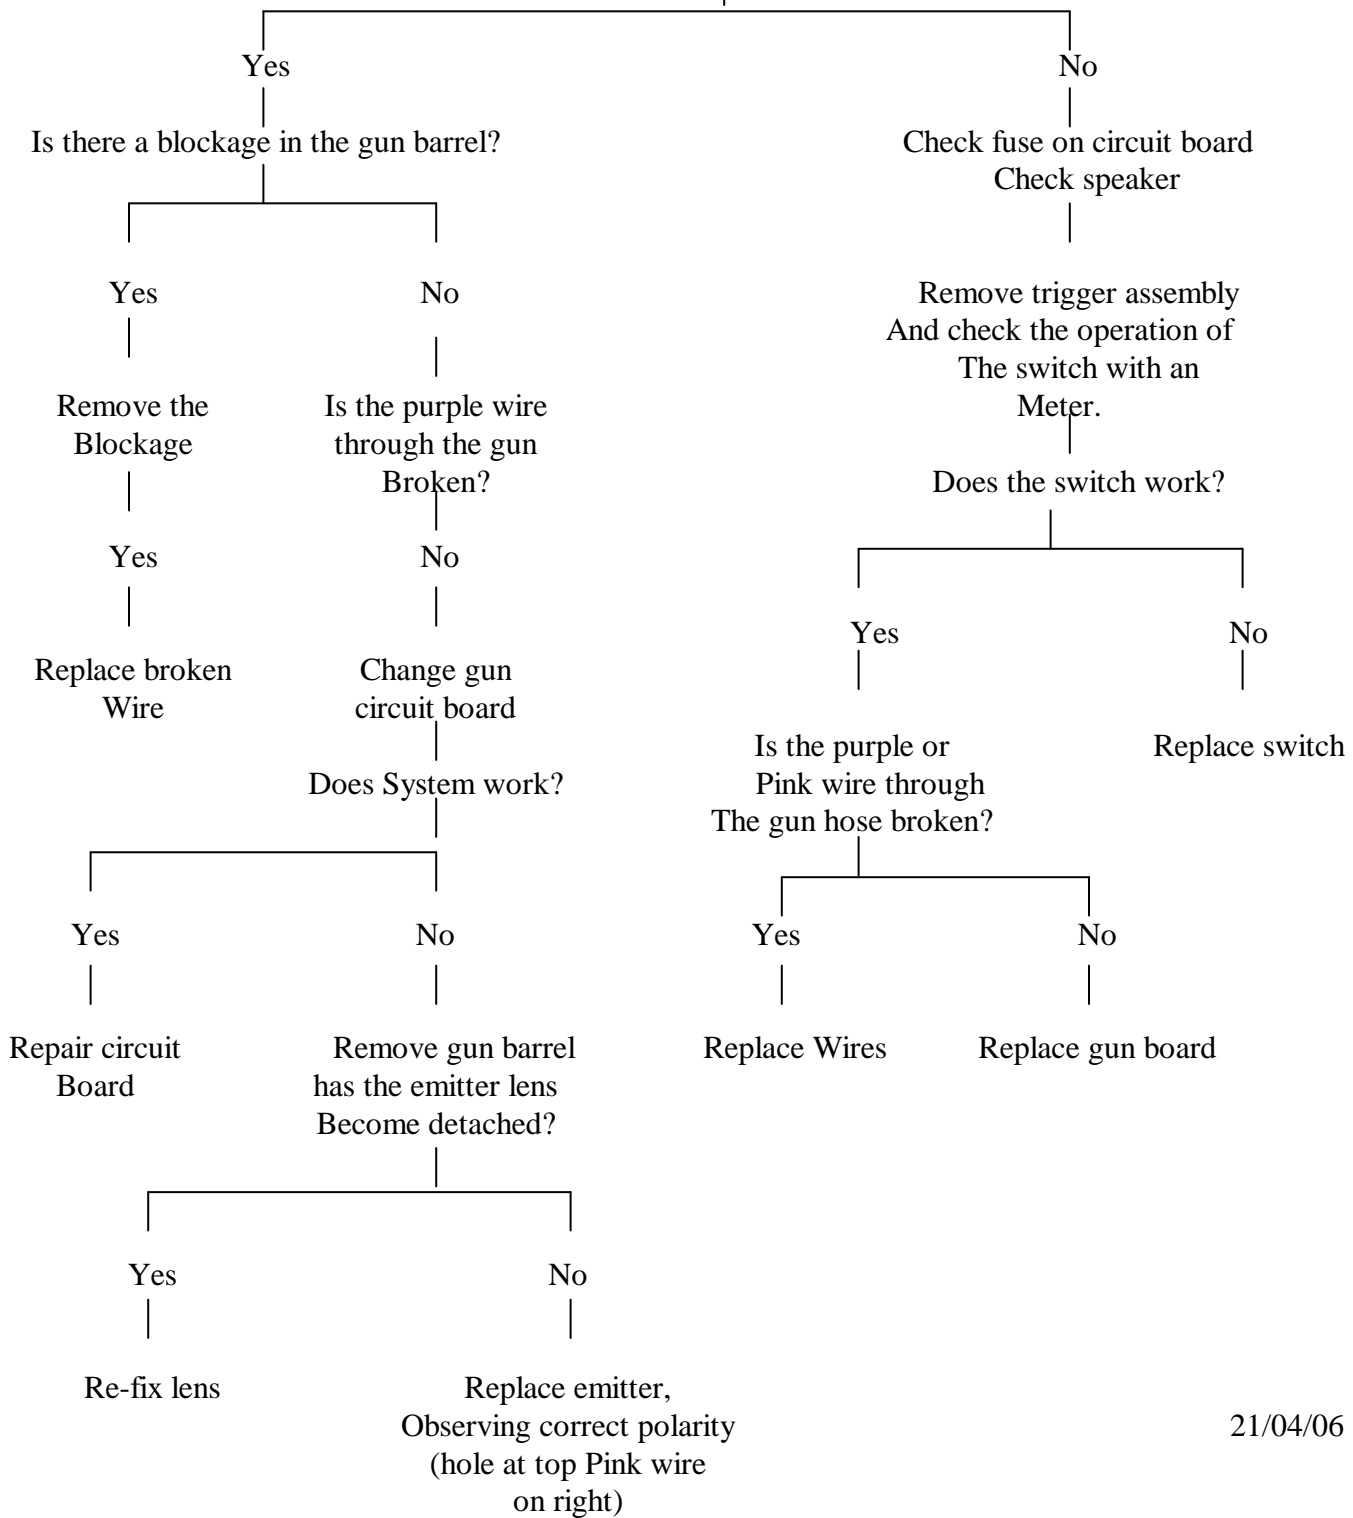 Yes
No
Is there a blockage in the gun barrel?
Check fuse on circuit board
Check speaker
Yes
No
Remove trigger assembly
And check the operation of
The switch with an
Meter.
Remove the
Blockage
Is the purple wire
through the gun
Broken?
Does the switch work?
Yes
No
Yes
No
Replace broken
Wire
Change gun
circuit board
Is the purple or
Pink wire through
The gun hose broken?
Replace switch
Does System work?
Yes
No
Yes
No
Repair circuit
Board
Remove gun barrel
has the emitter lens
Become detached?
Replace Wires
Replace gun board
Yes
No
Re-fix lens
Replace emitter,
Observing correct polarity
(hole at top Pink wire
on right)
21/04/06